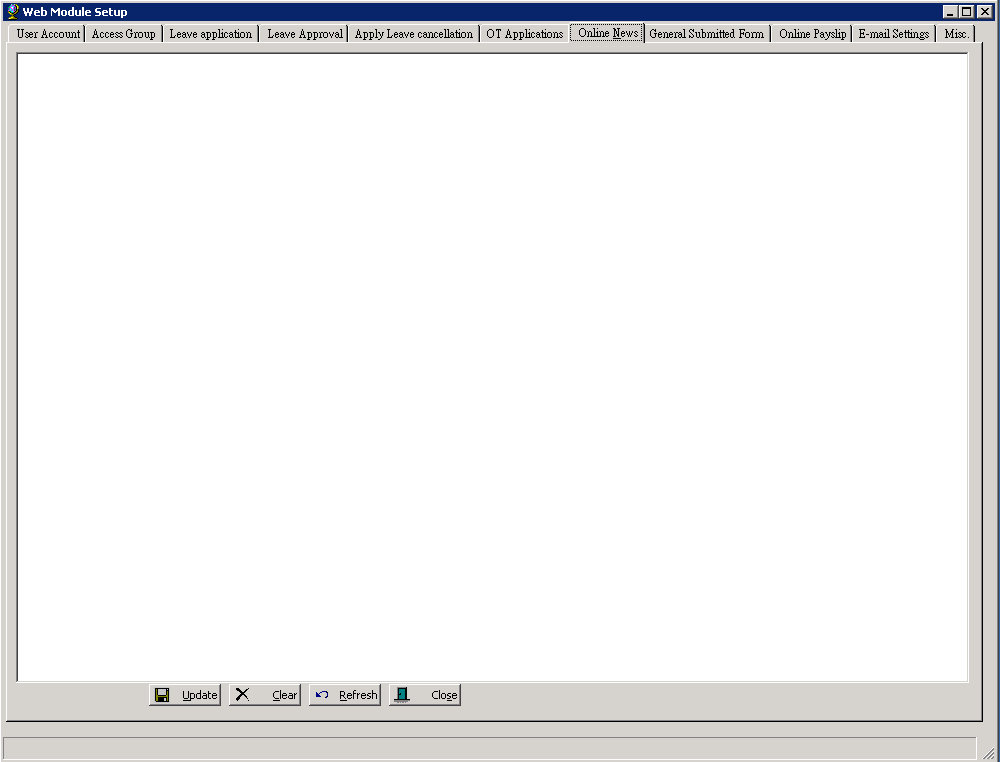 Web Module Setup
User Account Access Group Leave application Leave Approval Apply Leave cancellation OT Applications Online News General Submitted Form Online Payslip E-mail Settings Misc.
Update Clear Refresh Close